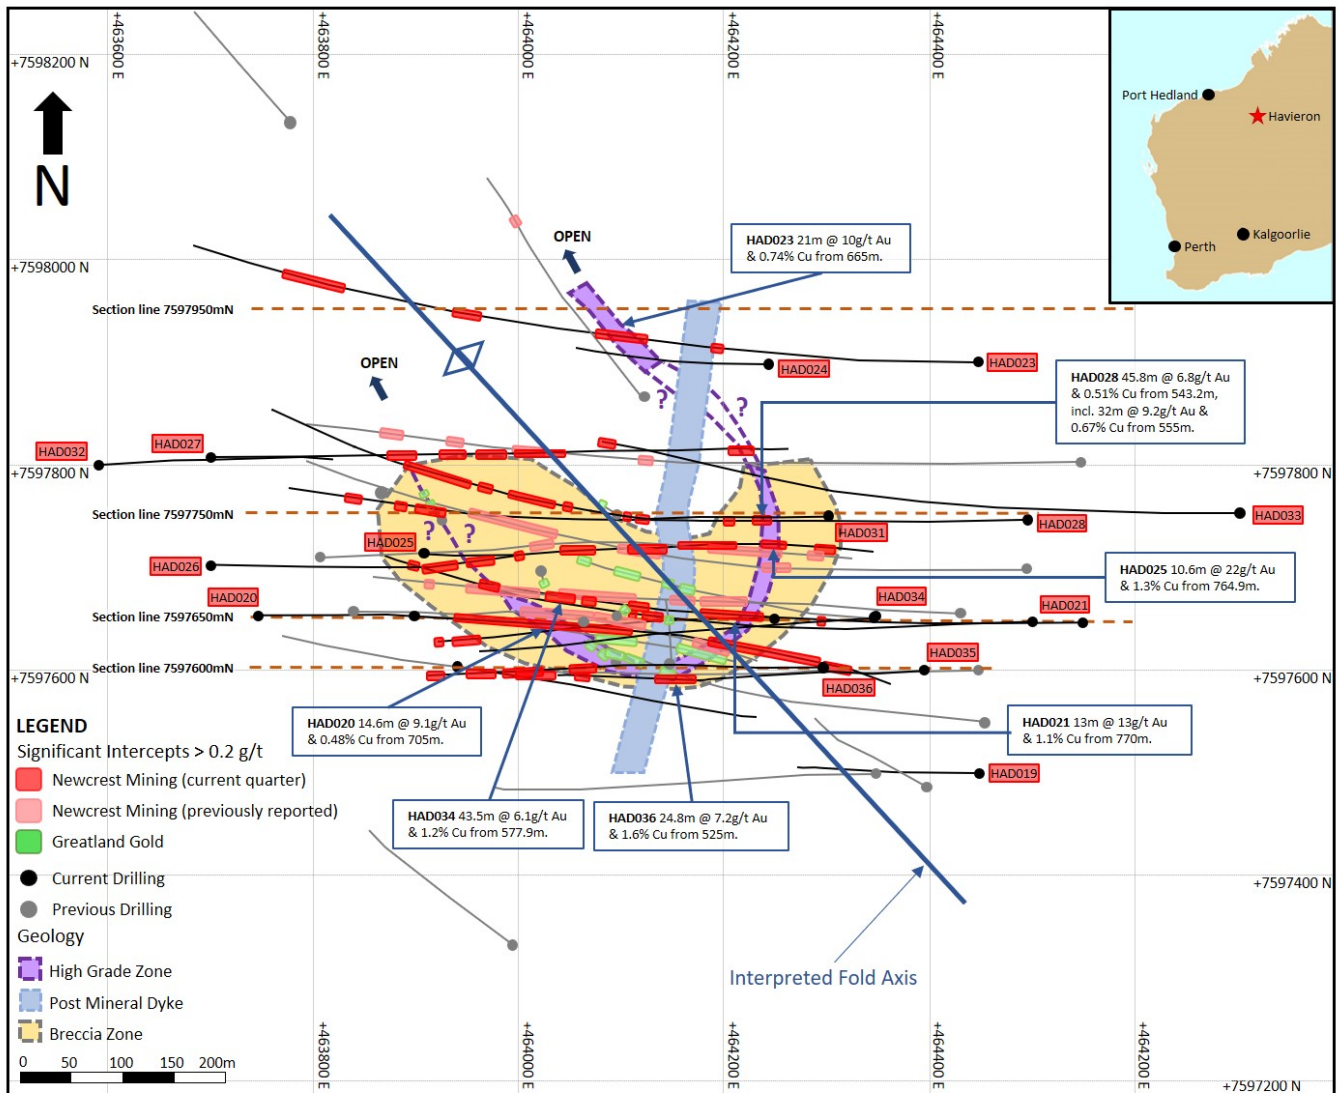 +463600 E
+463800 E
+464000 E
+464200 E
+464400 E
+7598200 N
N
Port Hedland
Havieron
Kalgoorlie
Perth
OPEN
HAD023 21m @ 10g/t Au
& 0.74% Cu from 665m.
+7598000 N
Section line 7597950mN
OPEN
HAD023
HAD024
HAD028 45.8m @ 6.8g/t Au
& 0.51% Cu from 543.2m,
incl. 32m @ 9.2g/t Au &
0.67% Cu from 555m.
?
?
HAD032
HAD027
+7597800 N
+7597800 N
Section line 7597750mN
HAD033
HAD028
HAD031
?
?
HAD025
HAD026
HAD025 10.6m @ 22g/t Au
& 1.3% Cu from 764.9m.
HAD020
HAD034
HAD021
Section line 7597650mN
HAD035
Section line 7597600mN
+7597600 N
+7597600 N
HAD036
HAD020 14.6m @ 9.1g/t Au
& 0.48% Cu from 705m.
HAD021 13m @ 13g/t Au
& 1.1% Cu from 770m.
HAD019
HAD034 43.5m @ 6.1g/t Au
& 1.2% Cu from 577.9m.
HAD036 24.8m @ 7.2g/t Au
& 1.6% Cu from 525m.
LEGEND
Significant Intercepts > 0.2 g/t
Newcrest Mining (current quarter)
Newcrest Mining (previously reported)
Greatland Gold
Current Drilling
Previous Drilling
Geology
High Grade Zone
Post Mineral Dyke
Breccia Zone
0 50 100 150 200m
+7597400 N
Interpreted Fold Axis
+463800 E
+464000 E
+464200 E
+464400 E
+464200 E
+7597200 N